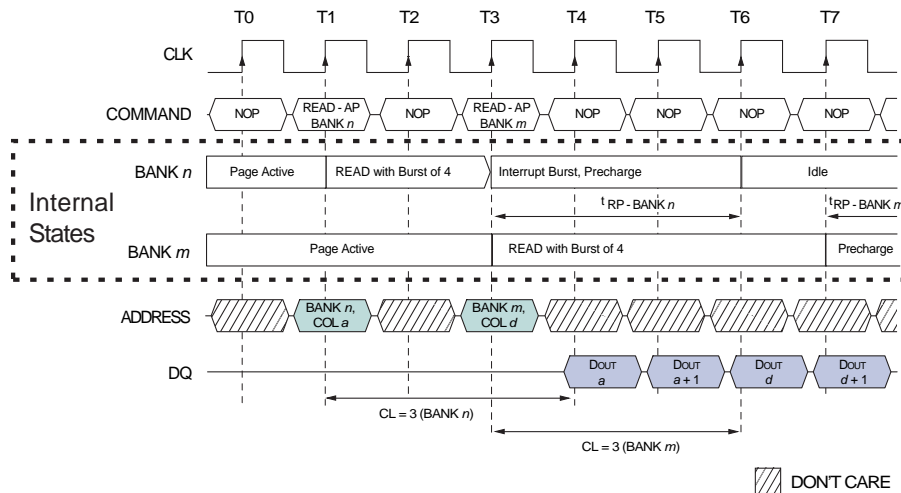 T0 T1 T2 T3 T4 T5 T6 T7
CLK
COMMAND NOP READ - AP BANK n NOP READ - AP BANK m NOP NOP NOP NOP
Internal States
BANK n Page Active READ with Burst of 4 Interrupt Burst, Precharge Idle
tRP - BANK n tRP - BANK m
BANK m Page Active READ with Burst of 4 Precharge
ADDRESS BANK n, COL a BANK m, COL d
DQ DOUT a DOUT a + 1 DOUT d DOUT d + 1
CL = 3 (BANK n)
CL = 3 (BANK m)
DON'T CARE